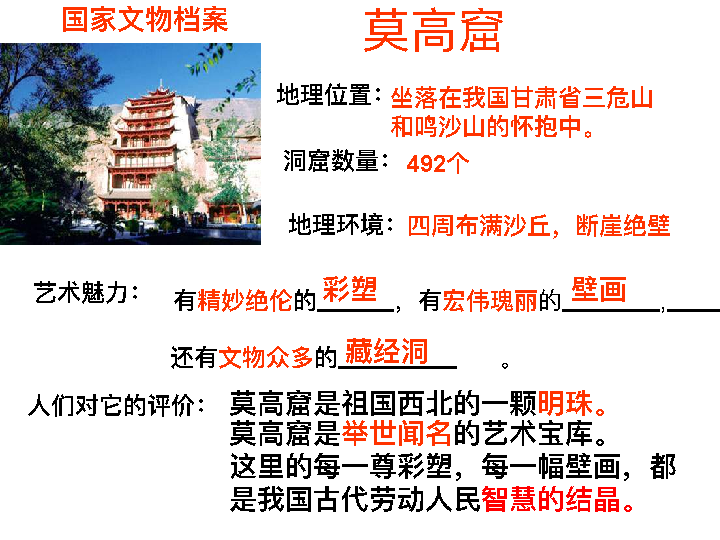 国家文物档案
莫高窟
地理位置：坐落在我国甘肃省三危山
和鸣沙山的怀抱中。
洞窟数量：492个
地理环境：四周布满沙丘，断崖绝壁
艺术魅力：有精妙绝伦的彩塑，有宏伟瑰丽的壁画，
还有文物众多的藏经洞。
人们对它的评价：莫高窟是祖国西北的一颗明珠。
莫高窟是举世闻名的艺术宝库。
这里的每一尊彩塑，每一幅壁画，都
是我国古代劳动人民智慧的结晶。